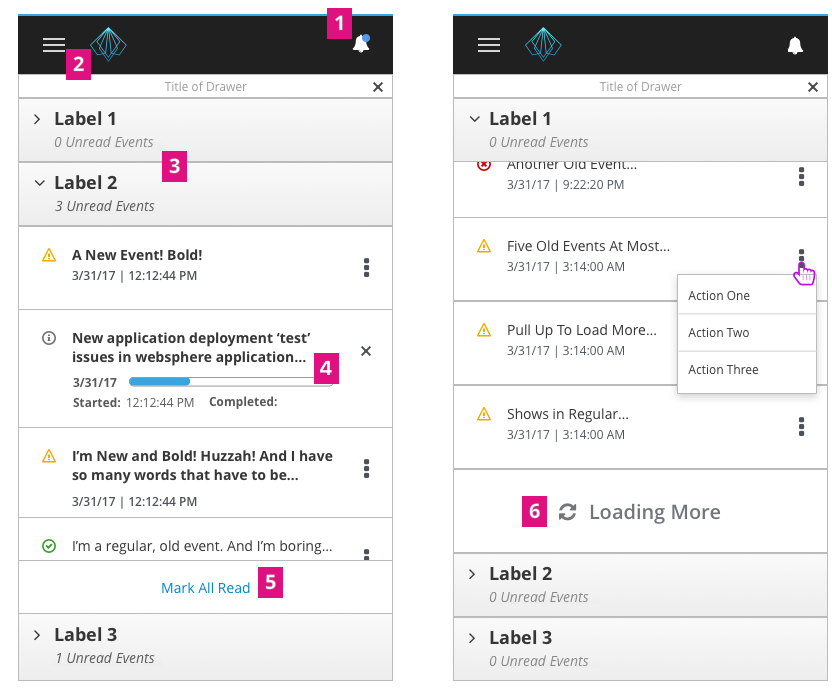 1
2
Title of Drawer
Label 1
0 Unread Events
3
Label 2
3 Unread Events
A New Event! Bold!
3/31/17 | 12:12:44 PM
New application deployment ‘test’
issues in websphere application...
4
3/31/17
Started: 12:12:44 PM Completed:
I’m New and Bold! Huzzah! And I have
so many words that have to be...
3/31/17 | 12:12:44 PM
I’m a regular, old event. And I’m boring...
Mark All Read
5
Label 3
1 Unread Events
Title of Drawer
Label 1
0 Unread Events
Another Old Event...
3/31/17 | 9:22:20 PM
Five Old Events At Most...
3/31/17 | 3:14:00 AM
Action One
Action Two
Action Three
Pull Up To Load More...
3/31/17 | 3:14:00 AM
Shows in Regular...
3/31/17 | 3:14:00 AM
6
Loading More
Label 2
0 Unread Events
Label 3
0 Unread Events